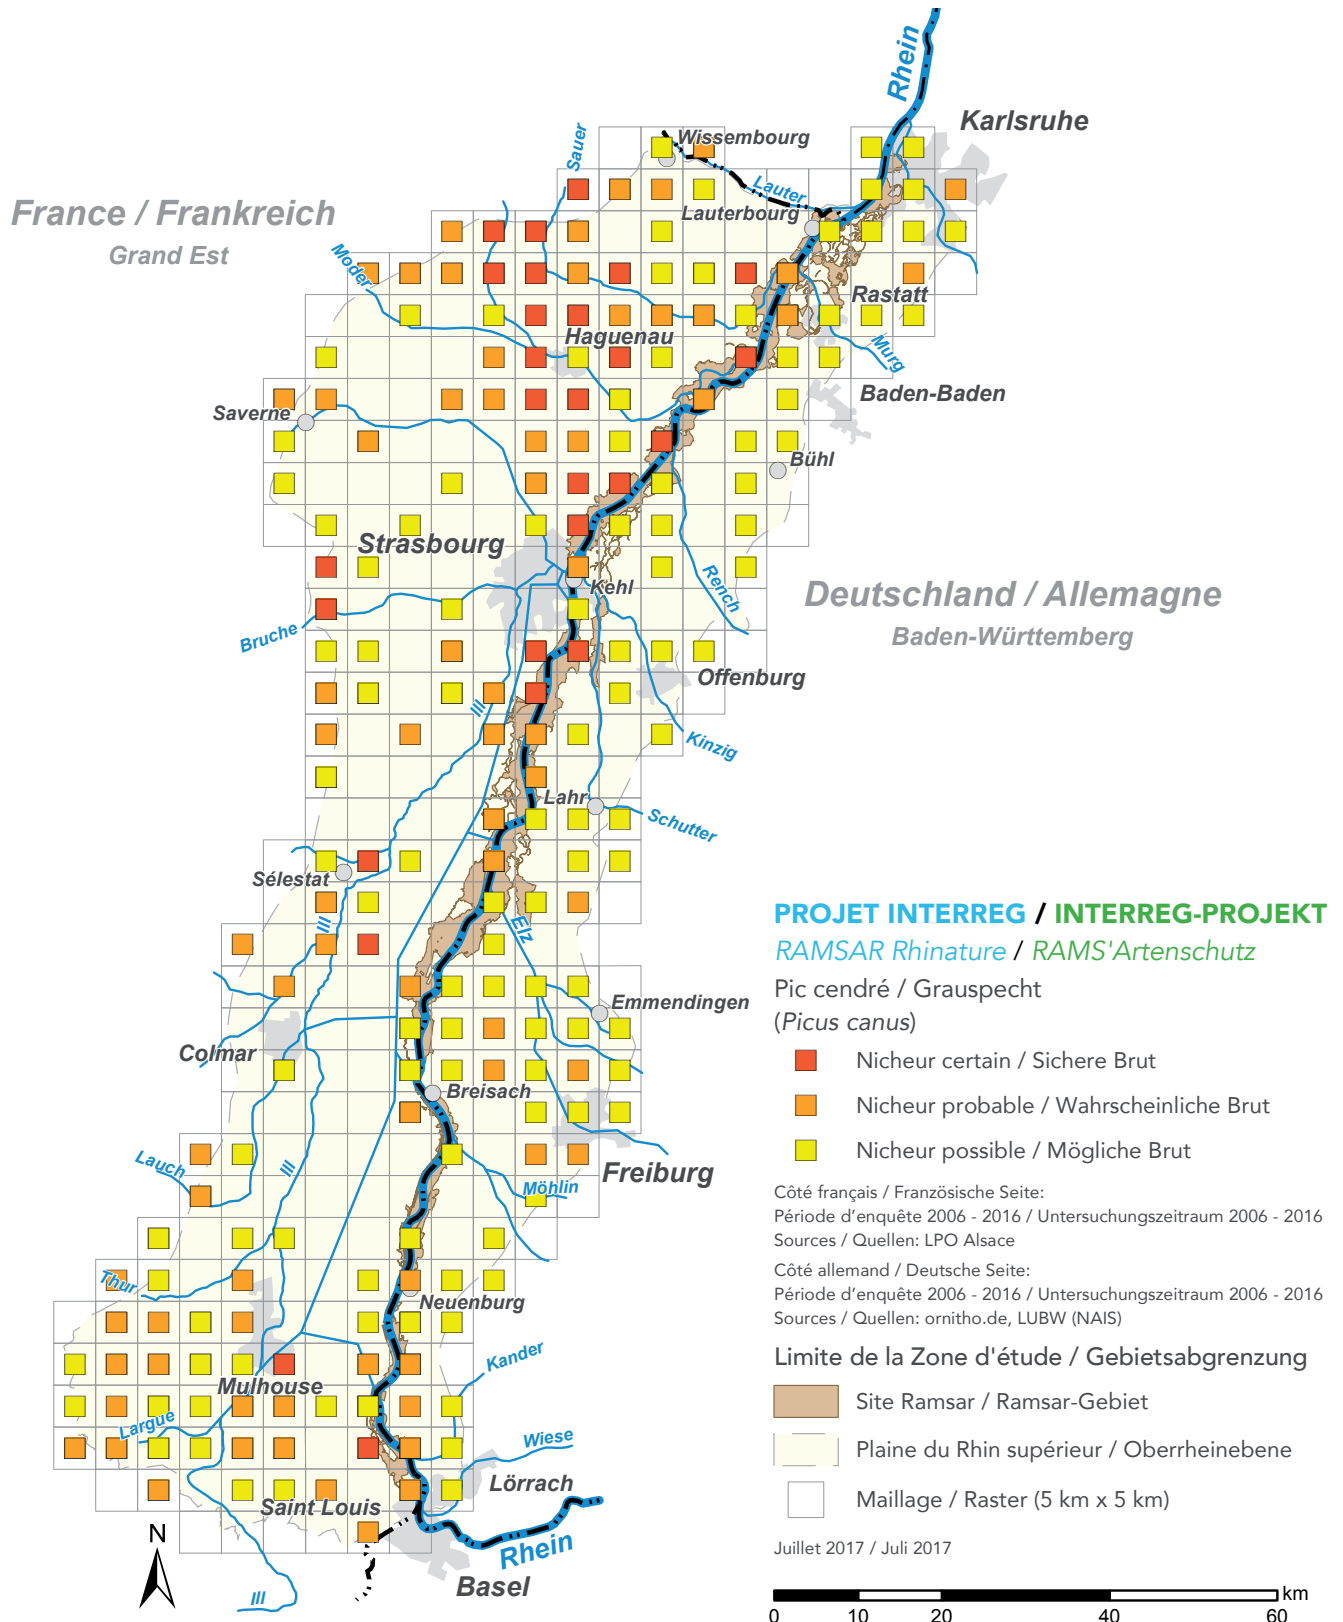 Rhein
Karlsruhe
Wissembourg
Sauer
Lauter
Lauterbourg
France / Frankreich
Grand Est
Moder
Rastatt
Haguenau
Murg
Baden-Baden
Saverne
Bühl
Strasbourg
Kehl
Rench
Deutschland / Allemagne
Baden-Württemberg
Bruche
Offenburg
Ill
Kinzig
Lahr
Schutter
Sélestat
Ill
Elz
Emmendingen
Colmar
Breisach
Lauch
Ill
Freiburg
Möhlin
Thur
Neuenburg
Kander
Mulhouse
Largue
Wiese
Lörrach
Saint Louis
Rhein
Basel
Ill
N
PROJET INTERREG / INTERREG-PROJEKT
RAMSAR Rhinature / RAMS'Artenschutz
Pic cendré / Grauspecht
(Picus canus)
Nicheur certain / Sichere Brut
Nicheur probable / Wahrscheinliche Brut
Nicheur possible / Mögliche Brut
Côté français / Französische Seite:
Période d'enquête 2006 - 2016 / Untersuchungszeitraum 2006 - 2016
Sources / Quellen: LPO Alsace
Côté allemand / Deutsche Seite:
Période d'enquête 2006 - 2016 / Untersuchungszeitraum 2006 - 2016
Sources / Quellen: ornitho.de, LUBW (NAIS)
Limite de la Zone d'étude / Gebietsabgrenzung
Site Ramsar / Ramsar-Gebiet
Plaine du Rhin supérieur / Oberrheinebene
Maillage / Raster (5 km x 5 km)
Juillet 2017 / Juli 2017
km
0 10 20 40 60